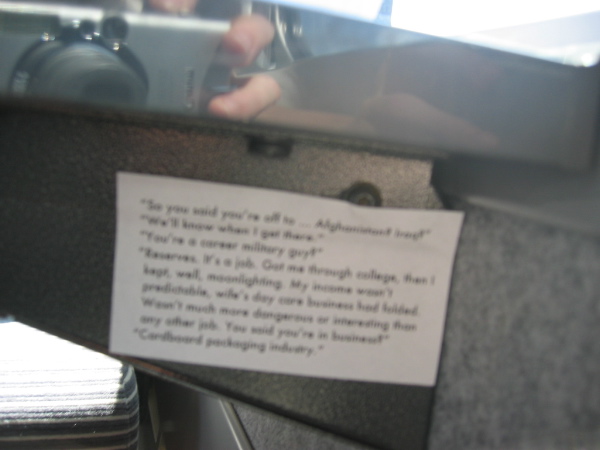 "So you said you're off to ... Afghanistan? Iraq?"
"We'll know when I get there."
"You're a career military guy?"
"Reserves. It's a job. Got me through college, then I
kept, well, moonlighting. My income wasn't
predictable, wife's day care business had folded.
Wasn't much more dangerous or interesting than
any other job. You said you're in business?"
"Cardboard packaging industry."